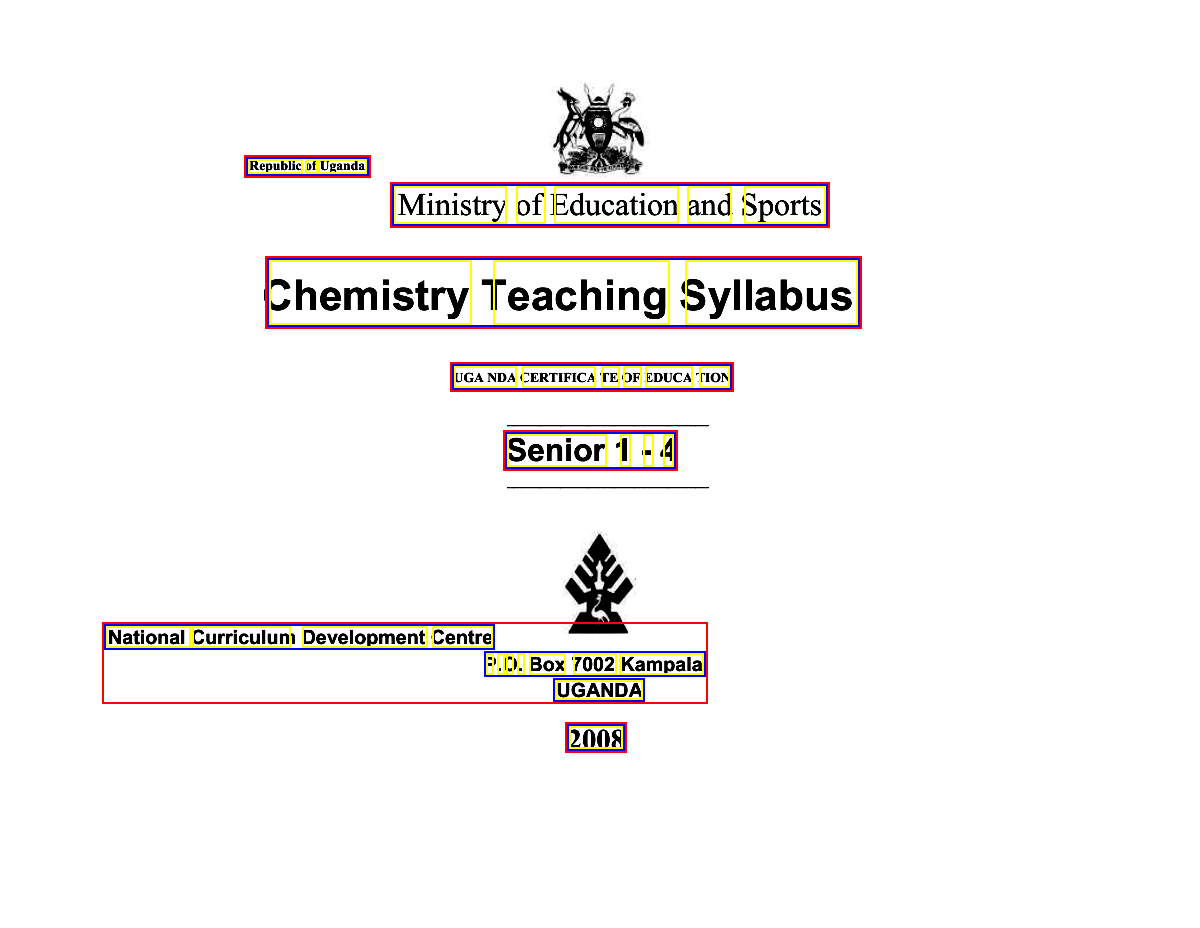 Republic of Uganda
Ministry of Education and Sports
Chemistry Teaching Syllabus
UGA NDA CERTIFICA TE OF EDUCA TION
Senior 1 - 4
National Curriculum Development Centre
P.O. Box 7002 Kampala
UGANDA
2008